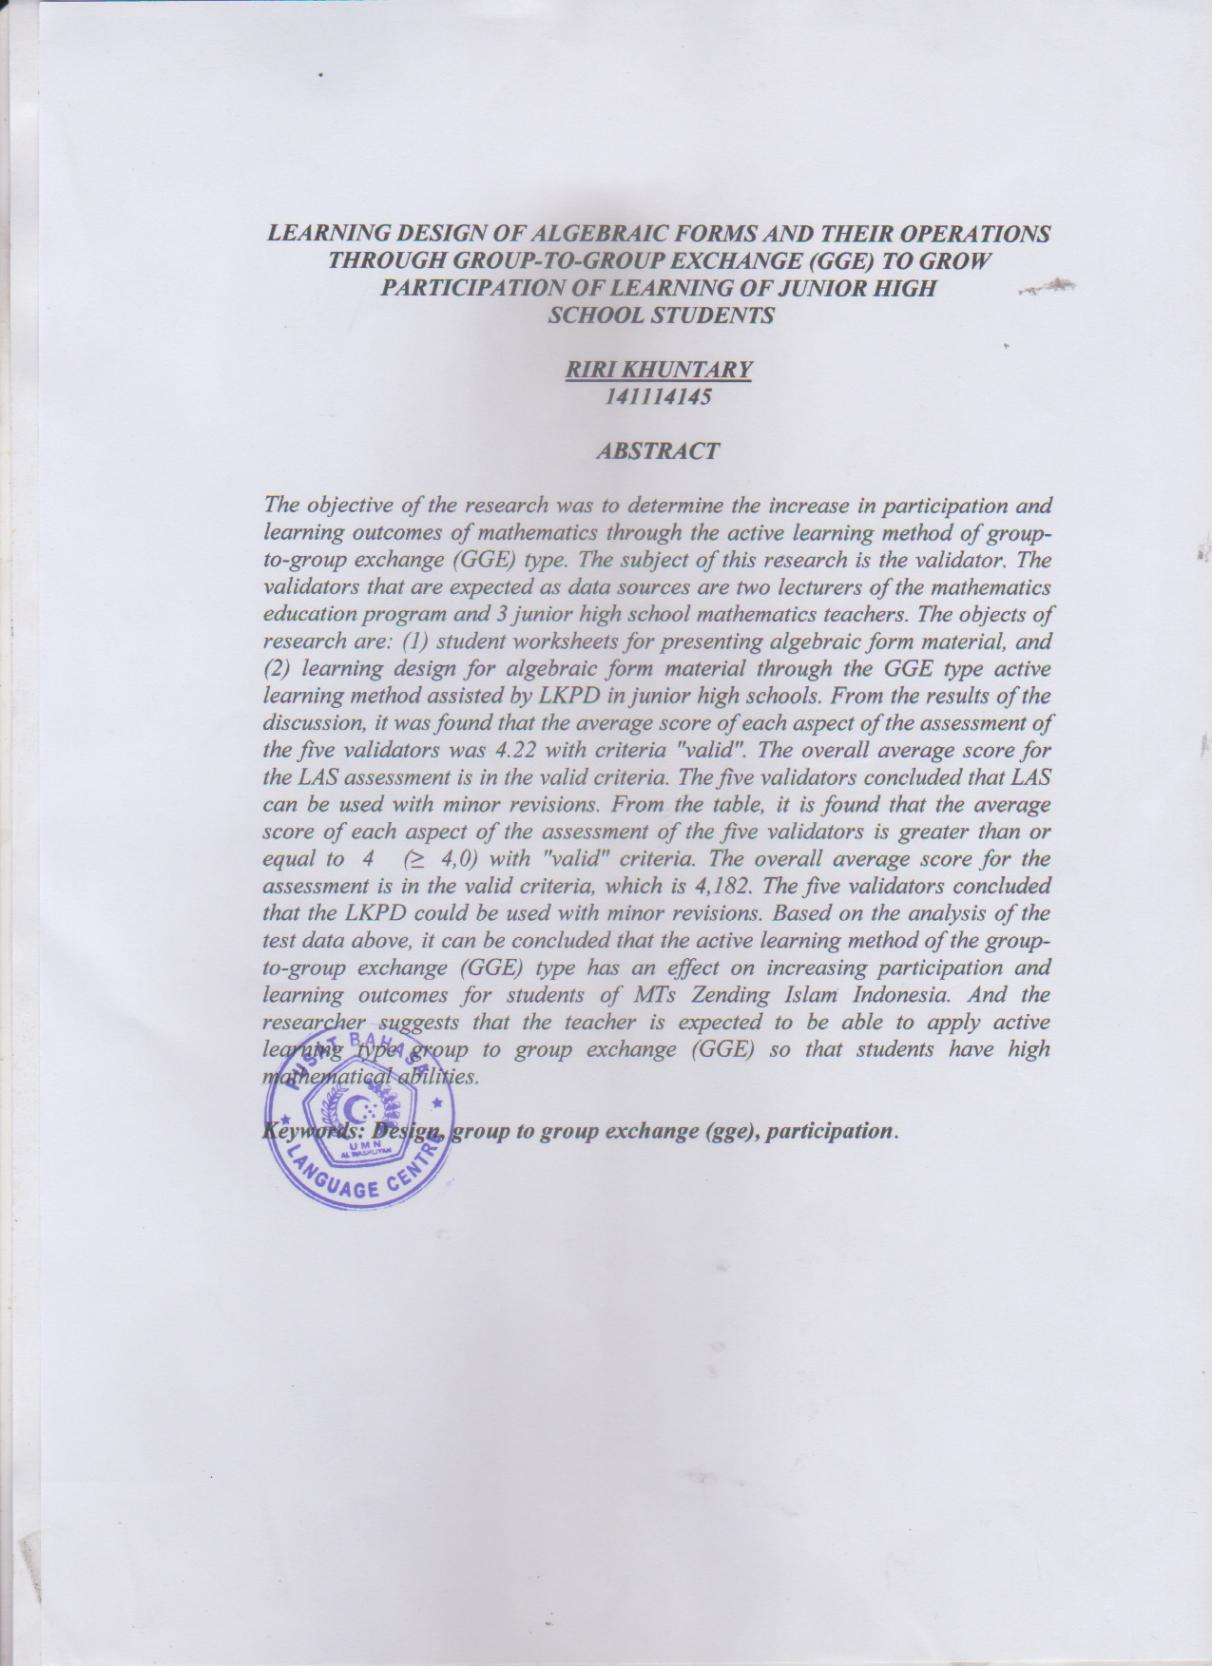 LEARNING DESIGN OF ALGEBRAIC FORMS AND THEIR OPERATIONS
THROUGH GROUP-TO-GROUP EXCHANGE (GGE) TO GROW
PARTICIPATION OF LEARNING OF JUNIOR HIGH
SCHOOL STUDENTS
RIRI KHUNTARY
141114145
ABSTRACT
The objective of the research was to determine the increase in participation and
learning outcomes of mathematics through the active learning method of group-
to-group exchange (GGE) type. The subject of this research is the validator. The
validators that are expected as data sources are two lecturers of the mathematics
education program and 3 junior high school mathematics teachers. The objects of
research are: (1) student worksheets for presenting algebraic form material, and
(2) learning design for algebraic form material through the GGE type active
learning method assisted by LKPD in junior high schools. From the results of the
discussion, it was found that the average score of each aspect of the assessment of
the five validators was 4.22 with criteria "valid". The overall average score for
the LAS assessment is in the valid criteria. The five validators concluded that LAS
can be used with minor revisions. From the table, it is found that the average
score of each aspect of the assessment of the five validators is greater than or
equal to 4 (≥ 4,0) with "valid" criteria. The overall average score for the
assessment is in the valid criteria, which is 4,182. The five validators concluded
that the LKPD could be used with minor revisions. Based on the analysis of the
test data above, it can be concluded that the active learning method of the group-
to-group exchange (GGE) type has an effect on increasing participation and
learning outcomes for students of MTs Zending Islam Indonesia. And the
researcher suggests that the teacher is expected to be able to apply active
learning type group to group exchange (GGE) so that students have high
mathematical abilities.
Keywords: Design, group to group exchange (gge), participation.
PUSAT BAHASA
UMN
AL WASHLIYAH
LANGUAGE CENTRE